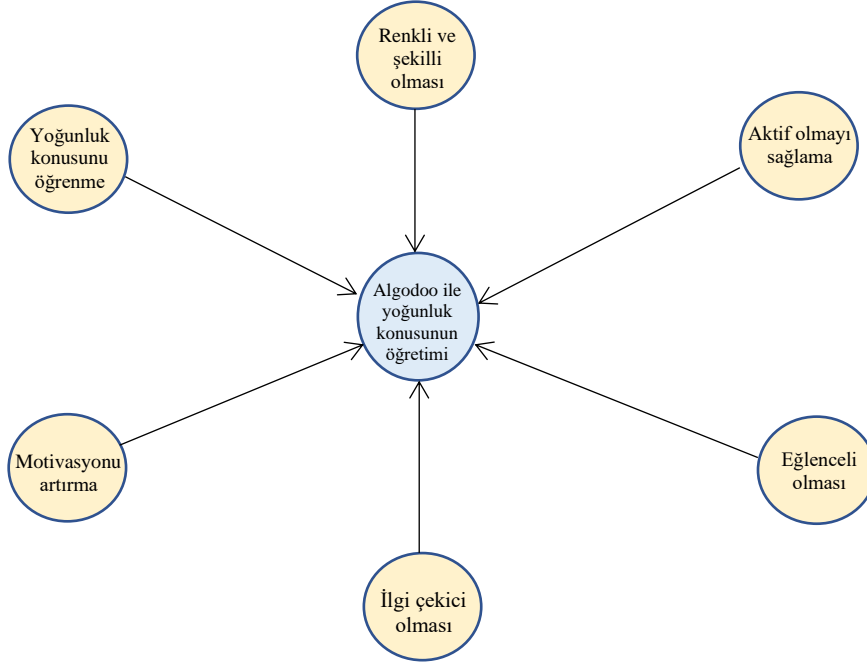 Renkli ve
şekilli
olması
Yoğunluk
konusunu
öğrenme
Aktif olmayı
sağlama
Algodoo ile
yoğunluk
konusunun
öğretimi
Motivasyonu
artırma
Eğlenceli
olması
İlgi çekici
olması